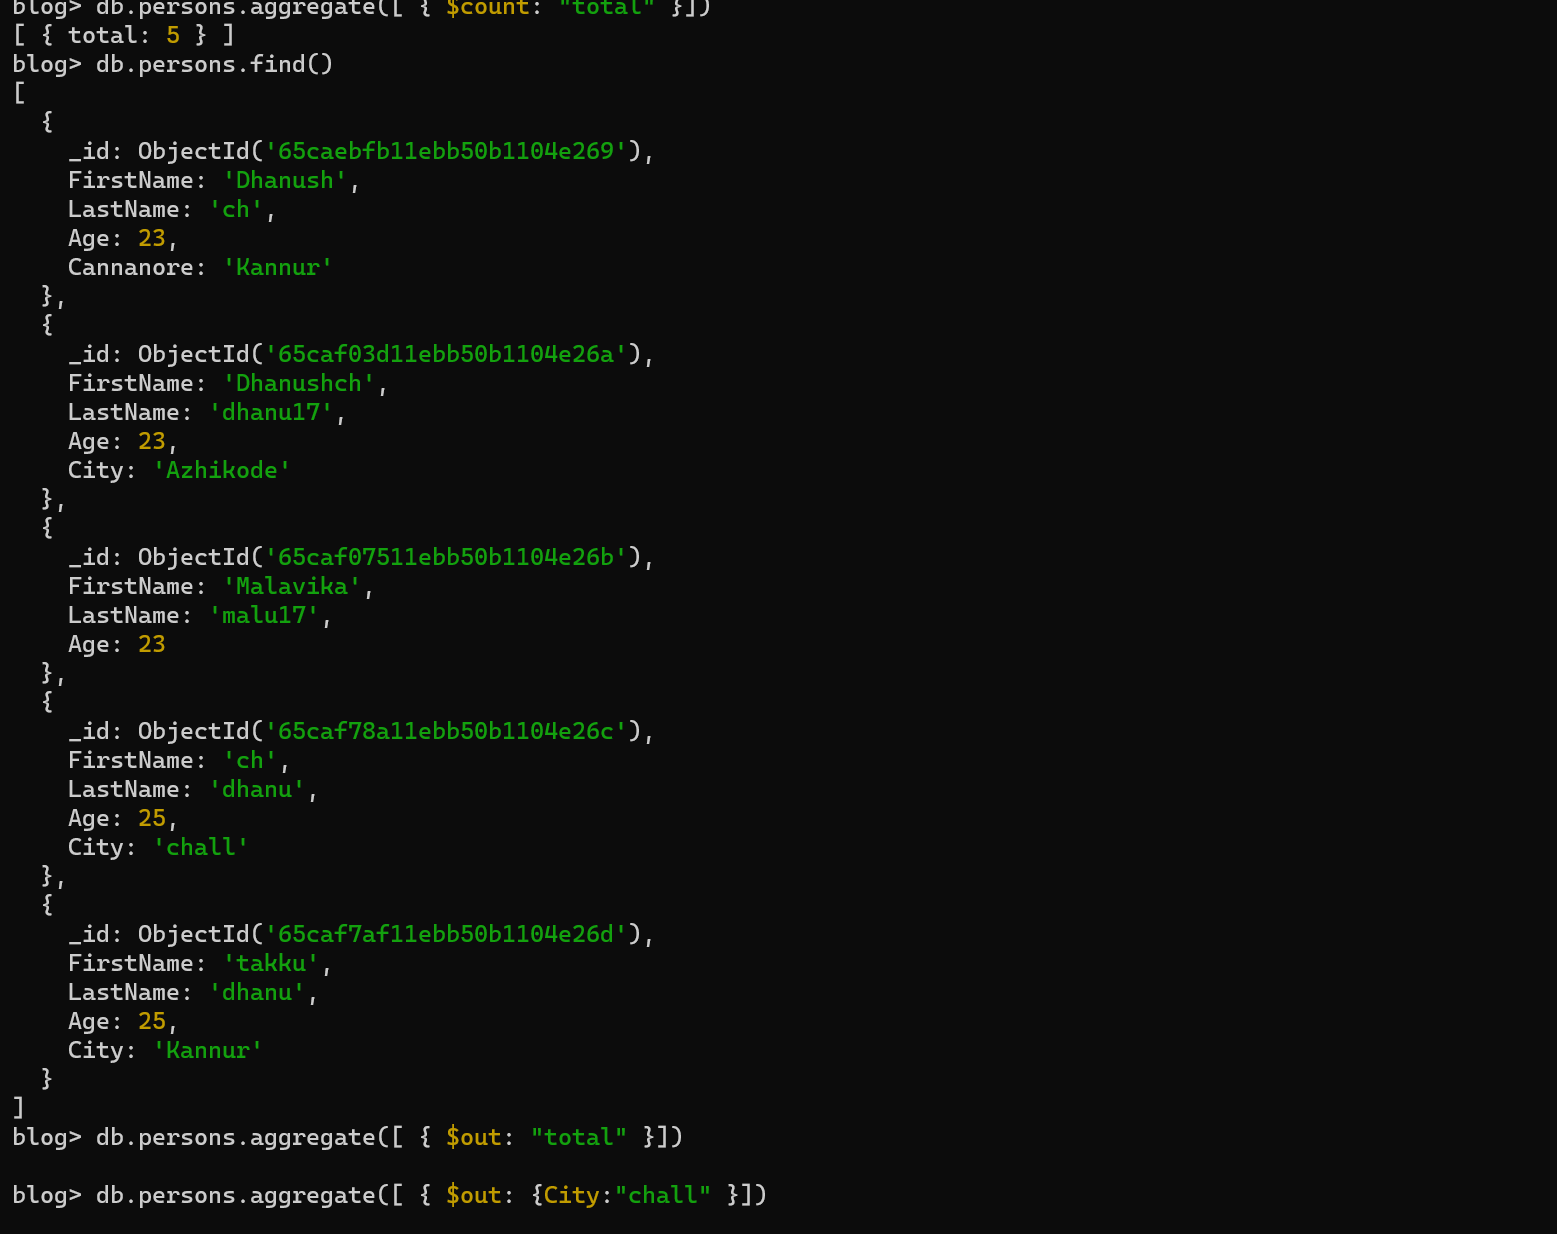 blog> db.persons.aggregate([ { $count: "total" }])
[ { total: 5 } ]
blog> db.persons.find()
[
  {
    _id: ObjectId('65caebfb11ebb50b1104e269'),
    FirstName: 'Dhanush',
    LastName: 'ch',
    Age: 23,
    Cannanore: 'Kannur'
  },
  {
    _id: ObjectId('65caf03d11ebb50b1104e26a'),
    FirstName: 'Dhanushch',
    LastName: 'dhanu17',
    Age: 23,
    City: 'Azhikode'
  },
  {
    _id: ObjectId('65caf07511ebb50b1104e26b'),
    FirstName: 'Malavika',
    LastName: 'malu17',
    Age: 23
  },
  {
    _id: ObjectId('65caf78a11ebb50b1104e26c'),
    FirstName: 'ch',
    LastName: 'dhanu',
    Age: 25,
    City: 'chall'
  },
  {
    _id: ObjectId('65caf7af11ebb50b1104e26d'),
    FirstName: 'takku',
    LastName: 'dhanu',
    Age: 25,
    City: 'Kannur'
  }
]
blog> db.persons.aggregate([ { $out: "total" }])
blog> db.persons.aggregate([ { $out: {City:"chall" }])